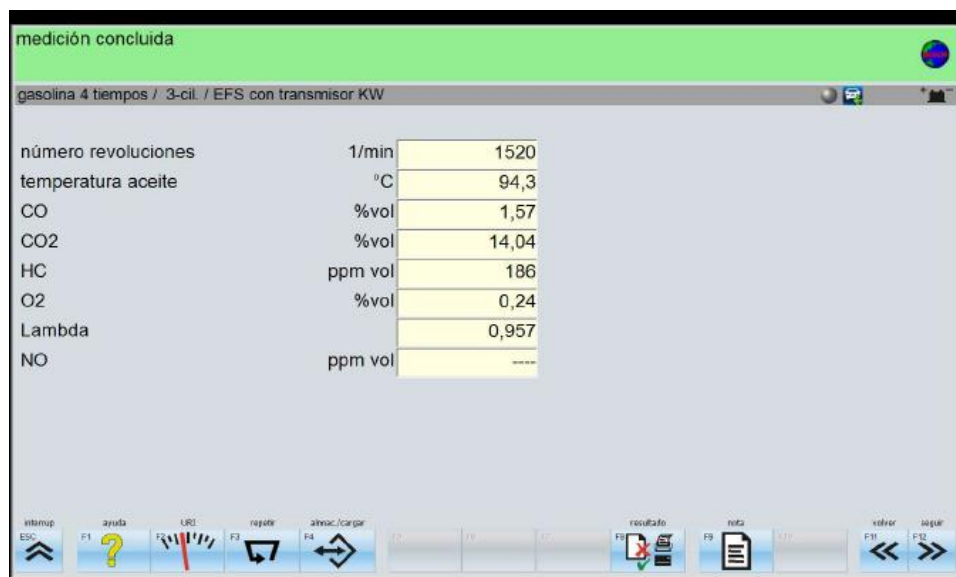 medición concluida
gasolina 4 tiempos / 3-cil. / EFS con transmisor KW
número revoluciones 1/min 1520
temperatura aceite °C 94,3
CO %vol 1,57
CO2 %vol 14,04
HC ppm vol 186
O2 %vol 0,24
Lambda 0,957
NO ppm vol ----
interrup ayuda URI repetir almac./cargar resultado nota volver seguir
ESC F1 F2 F3 F4 F8 F9 F11 F12